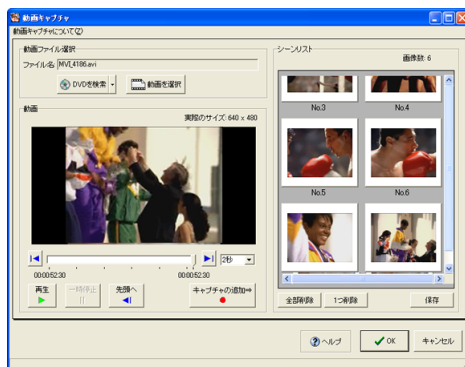 動画キャプチャ
動画キャプチャについて(Z)
動画ファイル選択
ファイル名 MVI_4186.avi
DVDを検索
動画を選択
動画
実際のサイズ: 640 x 480
2秒
00:00:52:30
00:00:52:30
再生
一時停止
先頭へ
キャプチャの追加⇒
シーンリスト
画像数: 6
No.3
No.4
No.5
No.6
全部削除
1つ削除
保存
ヘルプ
OK
キャンセル